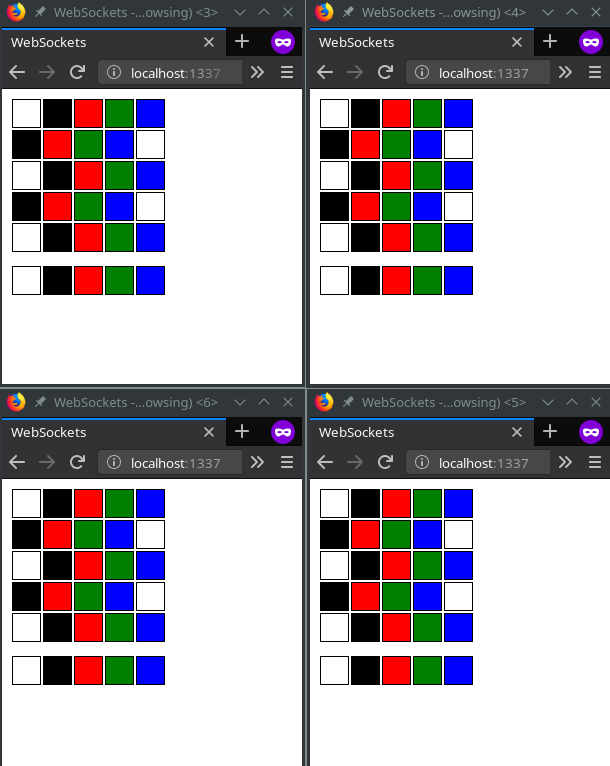 WebSockets -...owsing) <3>
WebSockets
localhost:1337
WebSockets -...owsing) <4>
WebSockets
localhost:1337
WebSockets -...owsing) <6>
WebSockets
localhost:1337
WebSockets -...owsing) <5>
WebSockets
localhost:1337